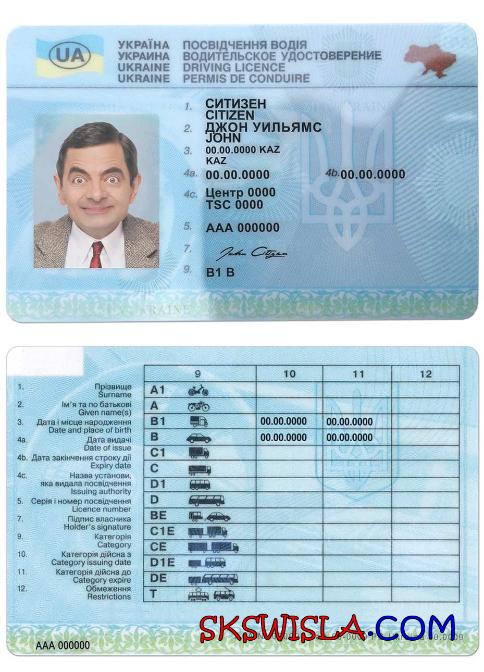 UA
УКРАЇНА ПОСВІДЧЕННЯ ВОДІЯ
УКРАИНА ВОДИТЕЛЬСКОЕ УДОСТОВЕРЕНИЕ
UKRAINE DRIVING LICENCE
UKRAINE PERMIS DE CONDUIRE
1. СИТИЗЕН
CITIZEN
2. ДЖОН УИЛЬЯМС
JOHN
3. 00.00.0000 KAZ
KAZ
4a. 00.00.0000 4b. 00.00.0000
4c. Центр 0000
TSC 0000
5. AAA 000000
7. John Citizen
9. B1 B
9 10 11 12
1. Прізвище
Surname
2. Ім'я та по батькові
Given name(s)
3. Дата і місце народження
Date and place of birth
4a. Дата видачі
Date of issue
4b. Дата закінчення строку дії
Expiry date
4c. Назва установи,
яка видала посвідчення
Issuing authority
5. Серія і номер посвідчення
Licence number
7. Підпис власника
Holder's signature
9. Категорія
Category
10. Категорія дійсна з
Category issuing date
11. Категорія дійсна до
Category expire
12. Обмеження
Restrictions
A1
A
B1 00.00.0000 00.00.0000
B 00.00.0000 00.00.0000
C1
C
D1
D
BE
C1E
CE
D1E
DE
T
AAA 000000
SKSWISLA.COM